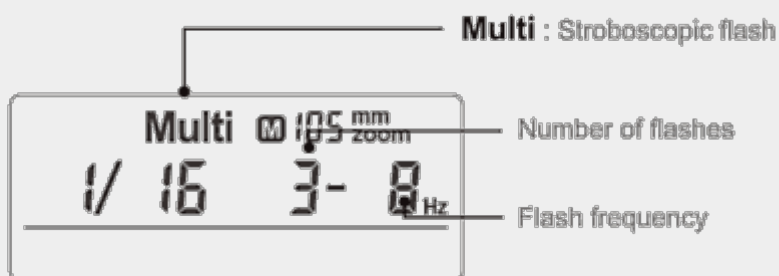 Multi : Stroboscopic flash
Multi M 105 mm zoom
Number of flashes
1/ 16 3- 8 Hz
Flash frequency